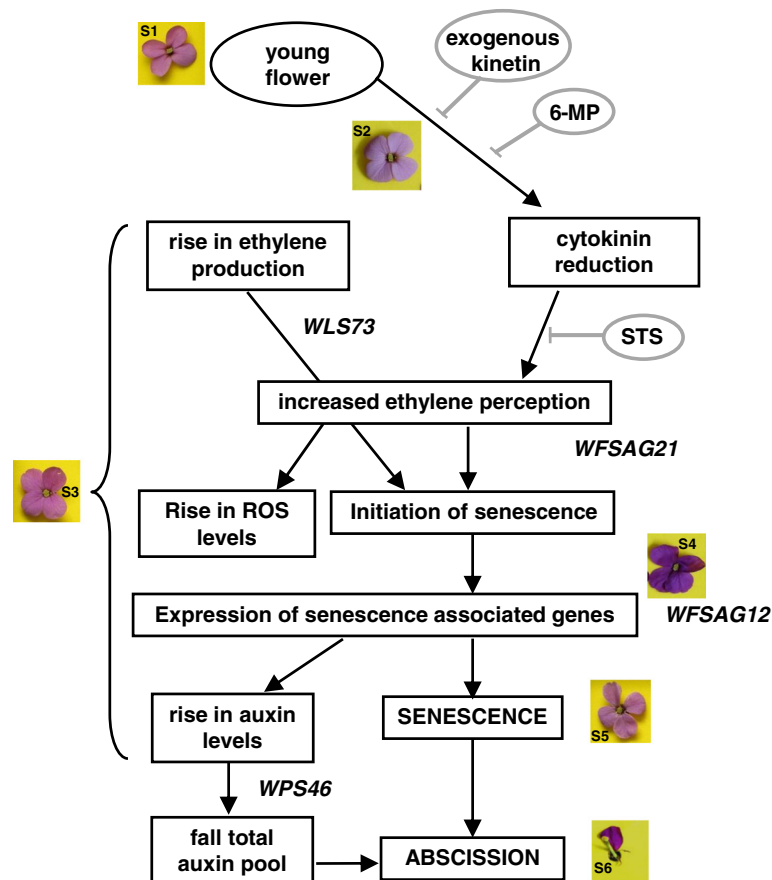 S1
young
flower
exogenous
kinetin
6-MP
S2
rise in ethylene
production
cytokinin
reduction
WLS73
STS
increased ethylene perception
WFSAG21
S3
Rise in ROS
levels
Initiation of senescence
S4
Expression of senescence associated genes
WFSAG12
rise in auxin
levels
SENESCENCE
S5
WPS46
fall total
auxin pool
ABSCISSION
S6